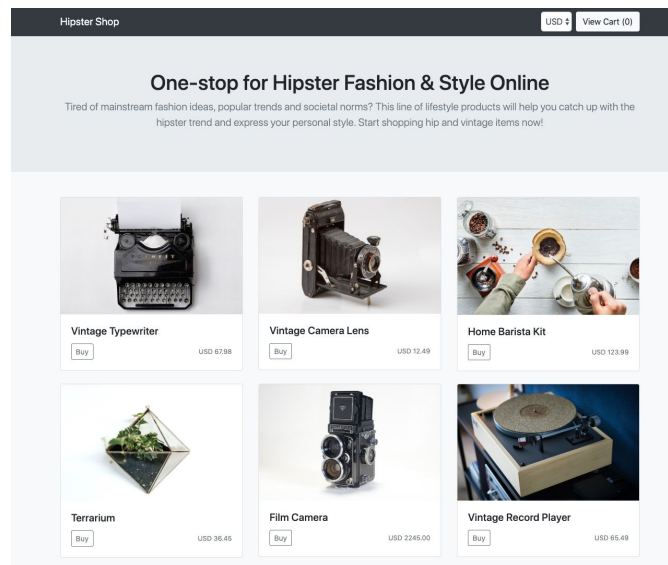 Hipster Shop
USD
View Cart (0)
One-stop for Hipster Fashion & Style Online
Tired of mainstream fashion ideas, popular trends and societal norms? This line of lifestyle products will help you catch up with the
hipster trend and express your personal style. Start shopping hip and vintage items now!
Vintage Typewriter
Buy
USD 67.98
Vintage Camera Lens
Buy
USD 12.49
Home Barista Kit
Buy
USD 123.99
Terrarium
Buy
USD 36.45
Film Camera
Buy
USD 2245.00
Vintage Record Player
Buy
USD 65.49